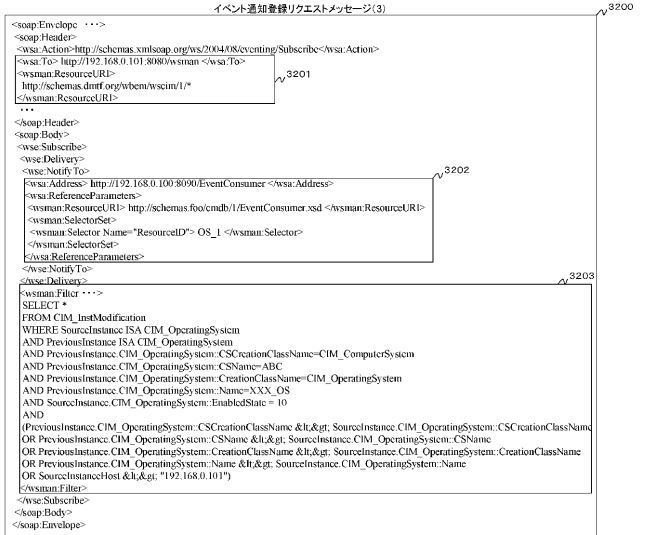 イベント通知登録リクエストメッセージ(3)
3200
<soap:Envelope ・・・>
<soap:Header>
<wsa:Action>http://schemas.xmlsoap.org/ws/2004/08/eventing/Subscribe</wsa:Action>
<wsa:To> http://192.168.0.101:8080/wsman </wsa:To>
<wsman:ResourceURI>
3201
http://schemas.dmtf.org/wbem/wscim/1/*
</wsman:ResourceURI>
・・・
</soap:Header>
<soap:Body>
<wse:Subscribe>
<wse:Delivery>
<wse:NotifyTo>
3202
<wsa:Address> http://192.168.0.100:8090/EventConsumer </wsa:Address>
<wsa:ReferenceParameters>
<wsman:ResourceURI> http://schemas.foo/cmdb/1/EventConsumer.xsd </wsman:ResourceURI>
<wsman:SelectorSet>
<wsman:Selector Name="ResourceID"> OS_1 </wsman:Selector>
</wsman:SelectorSet>
</wsa:ReferenceParameters>
</wse:NotifyTo>
</wse:Delivery>
3203
<wsman:Filter ・・・>
SELECT *
FROM CIM_InstModification
WHERE SourceInstance ISA CIM_OperatingSystem
AND PreviousInstance ISA CIM_OperatingSystem
AND PreviousInstance.CIM_OperatingSystem::CSCreationClassName=CIM_ComputerSystem
AND PreviousInstance.CIM_OperatingSystem::CSName=ABC
AND PreviousInstance.CIM_OperatingSystem::CreationClassName=CIM_OperatingSystem
AND PreviousInstance.CIM_OperatingSystem::Name=XXX_OS
AND SourceInstance.CIM_OperatingSystem::EnabledState = 10
AND
(PreviousInstance.CIM_OperatingSystem::CSCreationClassName &lt;&gt; SourceInstance.CIM_OperatingSystem::CSCreationClassName
OR PreviousInstance.CIM_OperatingSystem::CSName &lt;&gt; SourceInstance.CIM_OperatingSystem::CSName
OR PreviousInstance.CIM_OperatingSystem::CreationClassName &lt;&gt; SourceInstance.CIM_OperatingSystem::CreationClassName
OR PreviousInstance.CIM_OperatingSystem::Name &lt;&gt; SourceInstance.CIM_OperatingSystem::Name
OR SourceInstanceHost &lt;&gt; "192.168.0.101")
</wsman:Filter>
</wse:Subscribe>
</soap:Body>
</soap:Envelope>